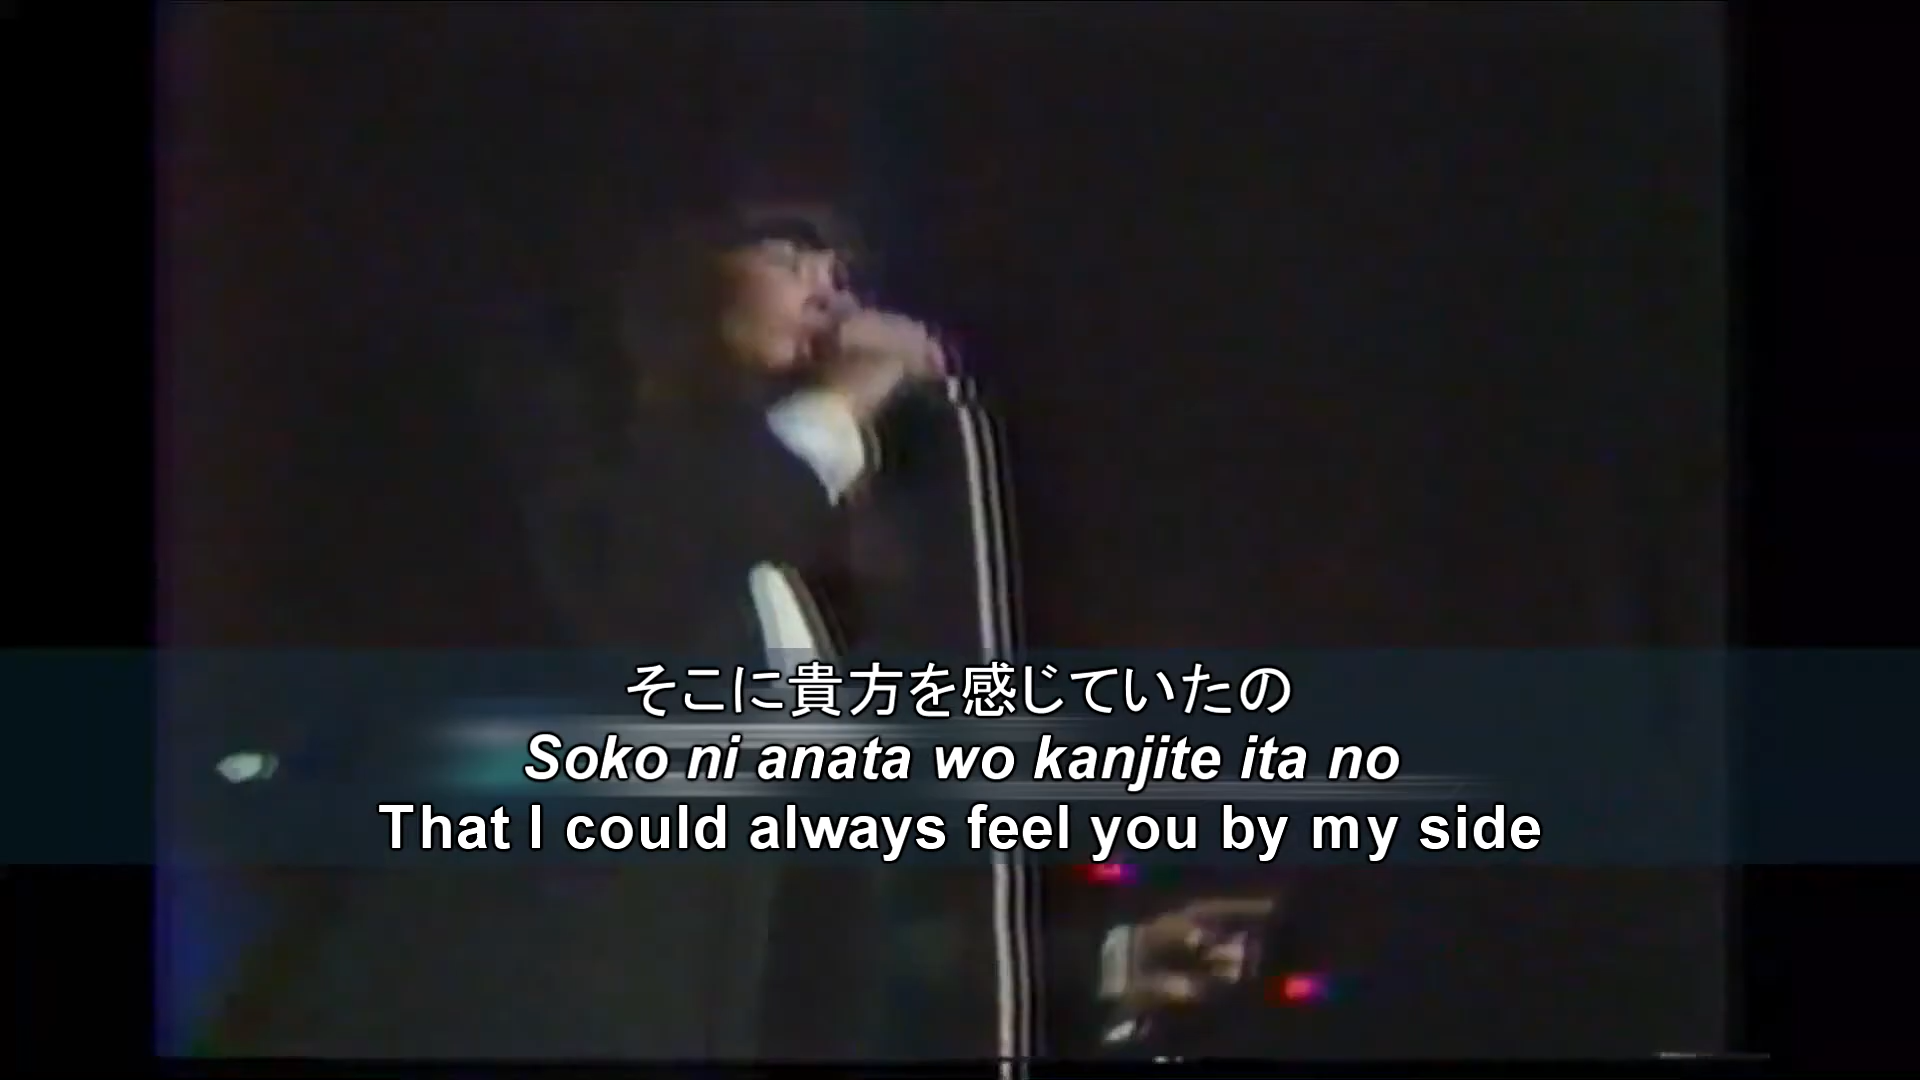 そこに貴方を感じていたの
Soko ni anata wo kanjite ita no
That I could always feel you by my side